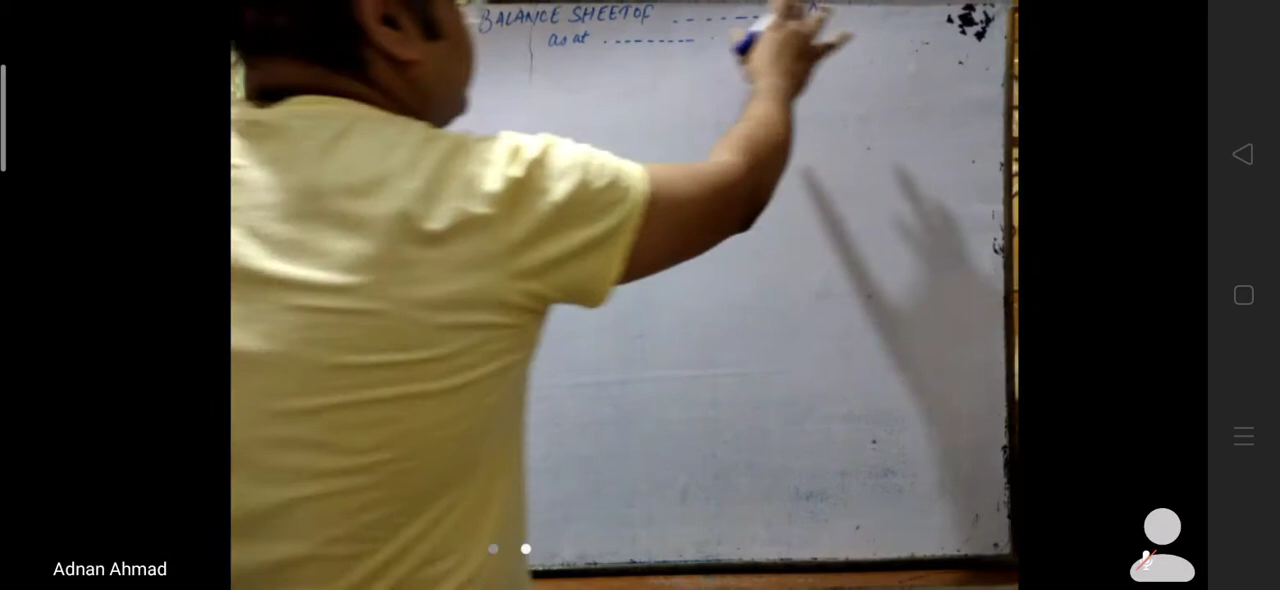 BALANCE SHEET OF - - - - - -
as at - - - - - - - - -
Adnan Ahmad